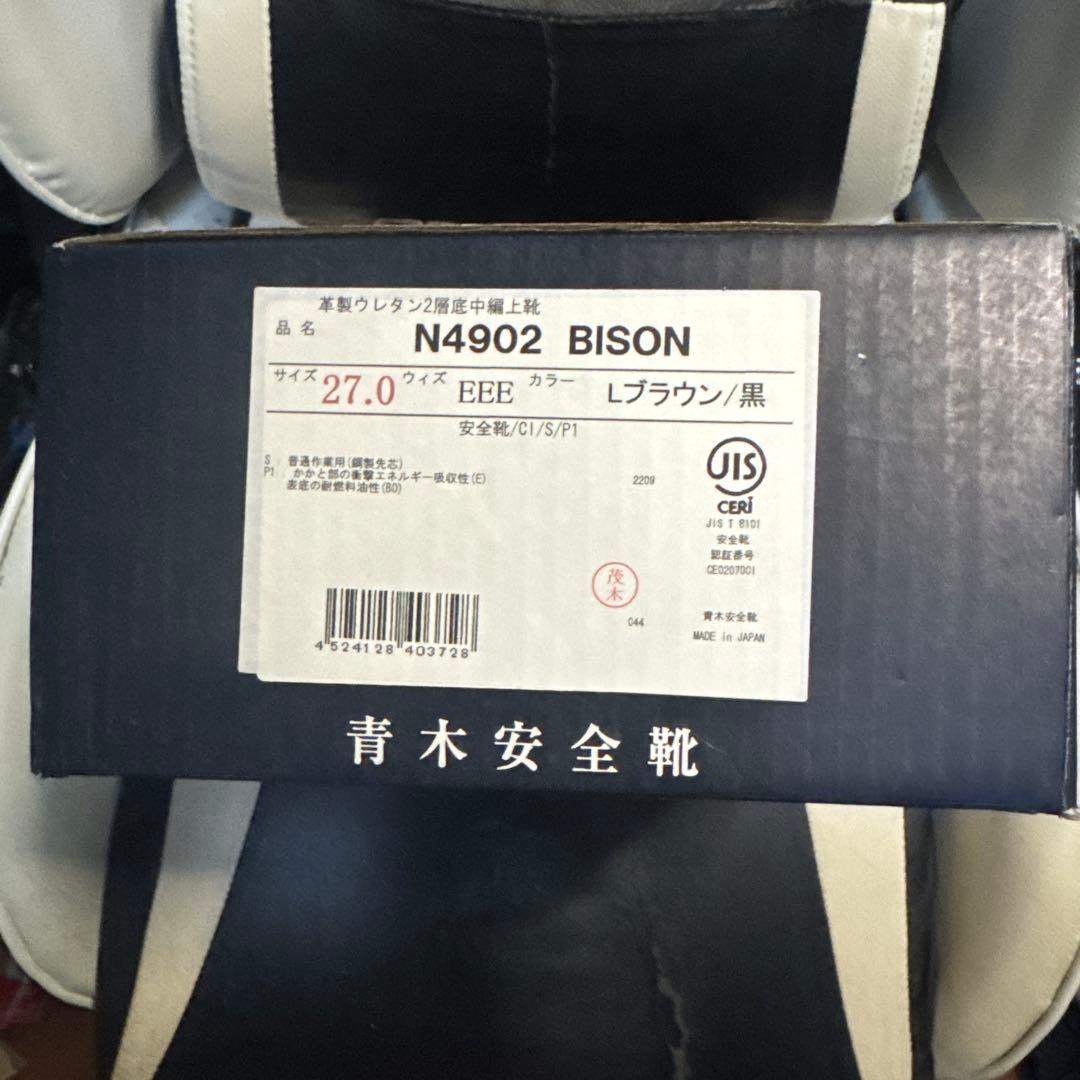 革製ウレタン2層底中編上靴
品名 N4902 BISON
サイズ 27.0 ウィズ EEE カラー Lブラウン/黒
安全靴/CI/S/P1
S 普通作業用(鋼製先芯)
P1 かかと部の衝撃エネルギー吸収性(E)
表底の耐燃料油性(BO)
2209
JIS
CERI
JIS T 8101
安全靴
認証番号
CE0207001
茂木
044
青木安全靴
MADE in JAPAN
4 524128 403728
青木安全靴